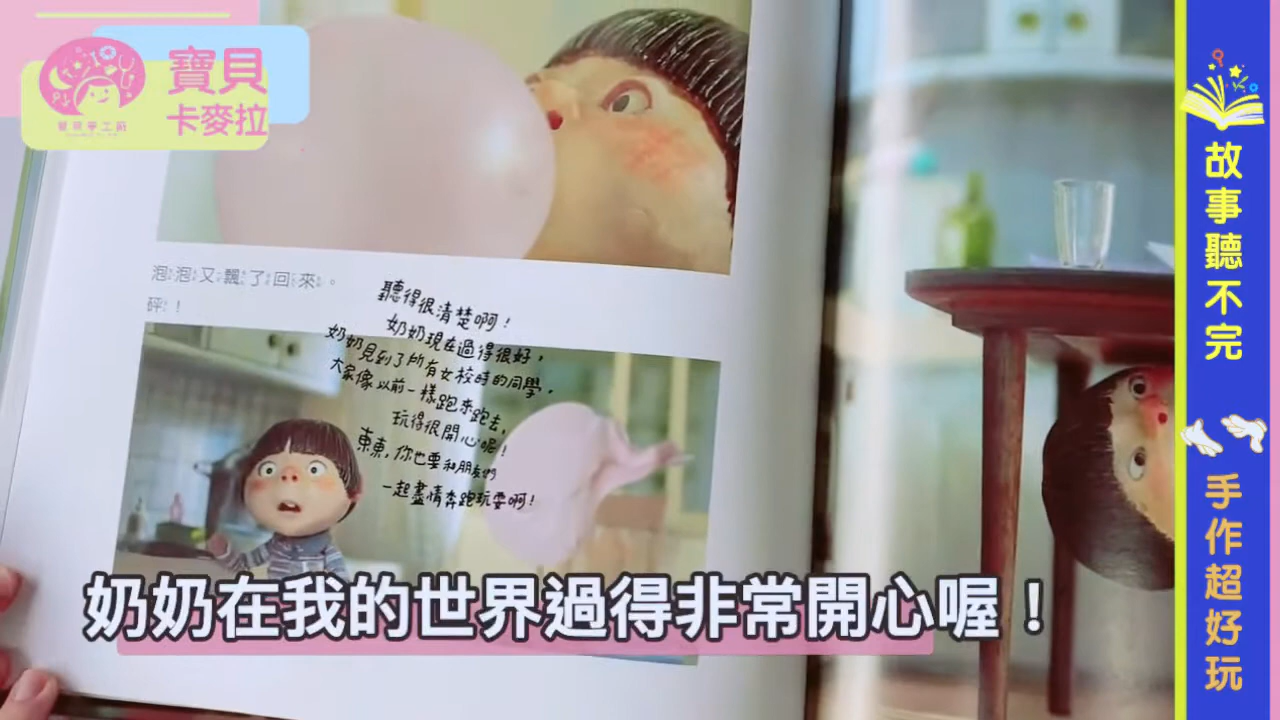 寶貝
卡麥拉
寶貝手工廠
泡泡又飄了回來。
砰！
聽得很清楚啊！
奶奶現在過得很好，
奶奶見到了所有女校時的同學，
大家像以前一樣跑來跑去，
玩得很開心呢！
東東，你也要和朋友們
一起盡情奔跑玩耍啊！
奶奶在我的世界過得非常開心喔！
故事聽不完
手作超好玩